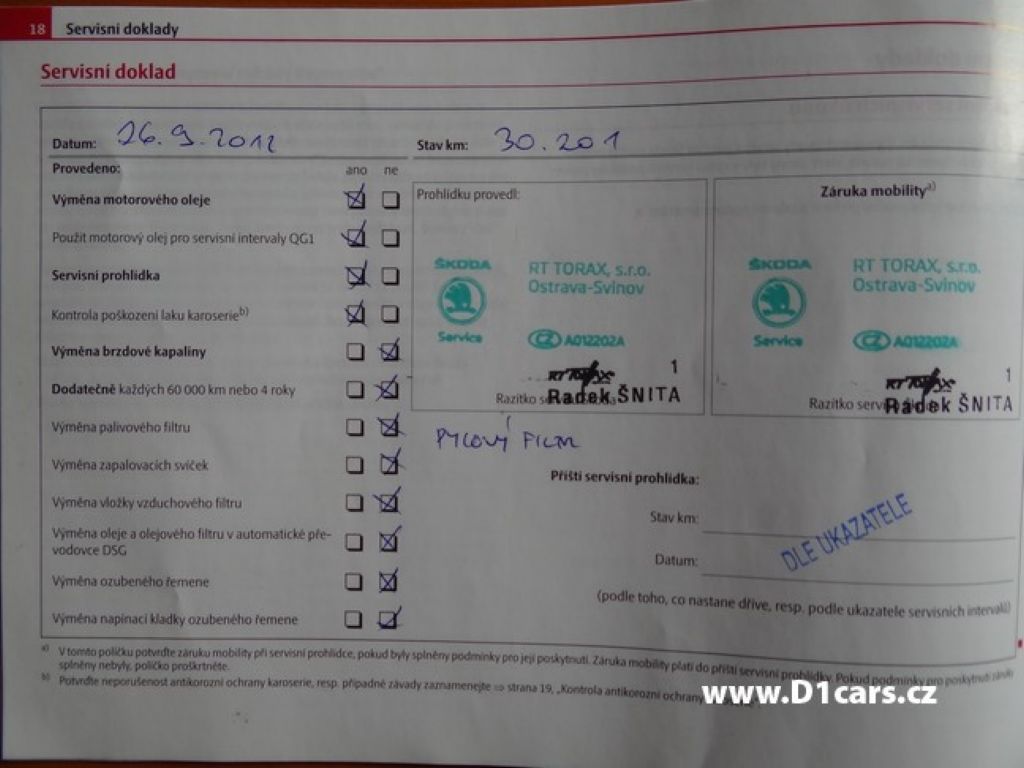 18 Servisní doklady
Servisní doklad
Datum: 26.9.2012 Stav km: 30.201
Provedeno: ano ne
Výměna motorového oleje
Použit motorový olej pro servisní intervaly QG1
Servisní prohlídka
Kontrola poškození laku karoserie b)
Výměna brzdové kapaliny
Dodatečně každých 60 000 km nebo 4 roky
Výměna palivového filtru
Výměna zapalovacích svíček
Výměna vložky vzduchového filtru
Výměna oleje a olejového filtru v automatické pře-
vodovce DSG
Výměna ozubeného řemene
Výměna napínací kladky ozubeného řemene
Prohlídku provedl:
ŠKODA RT TORAX, s.r.o.
Ostrava-Svinov
Service CZ A012202A
RT TORAX 1
Razítko Radek ŠNITA
Záruka mobility a)
ŠKODA RT TORAX, s.r.o.
Ostrava-Svinov
Service CZ A012202A
RT TORAX 1
Razítko Radek ŠNITA
PYLOVÝ
Příští servisní prohlídka:
Stav km:
Datum:
DLE UKAZATELE
(podle toho, co nastane dříve, resp. podle ukazatele servisních intervalů)
a) V tomto políčku potvrďte záruku mobility při servisní prohlídce, pokud byly splněny podmínky pro její poskytnutí. Záruka mobility platí do příští servisní prohlídky. Pokud podmínky pro poskytnutí záruky
splněny nebyly, políčko proškrtněte.
b) Potvrďte neporušenost antikorozní ochrany karoserie, resp. případné závady zaznamenejte ⇒ strana 19, „Kontrola antikorozní ochrany
www.D1cars.cz